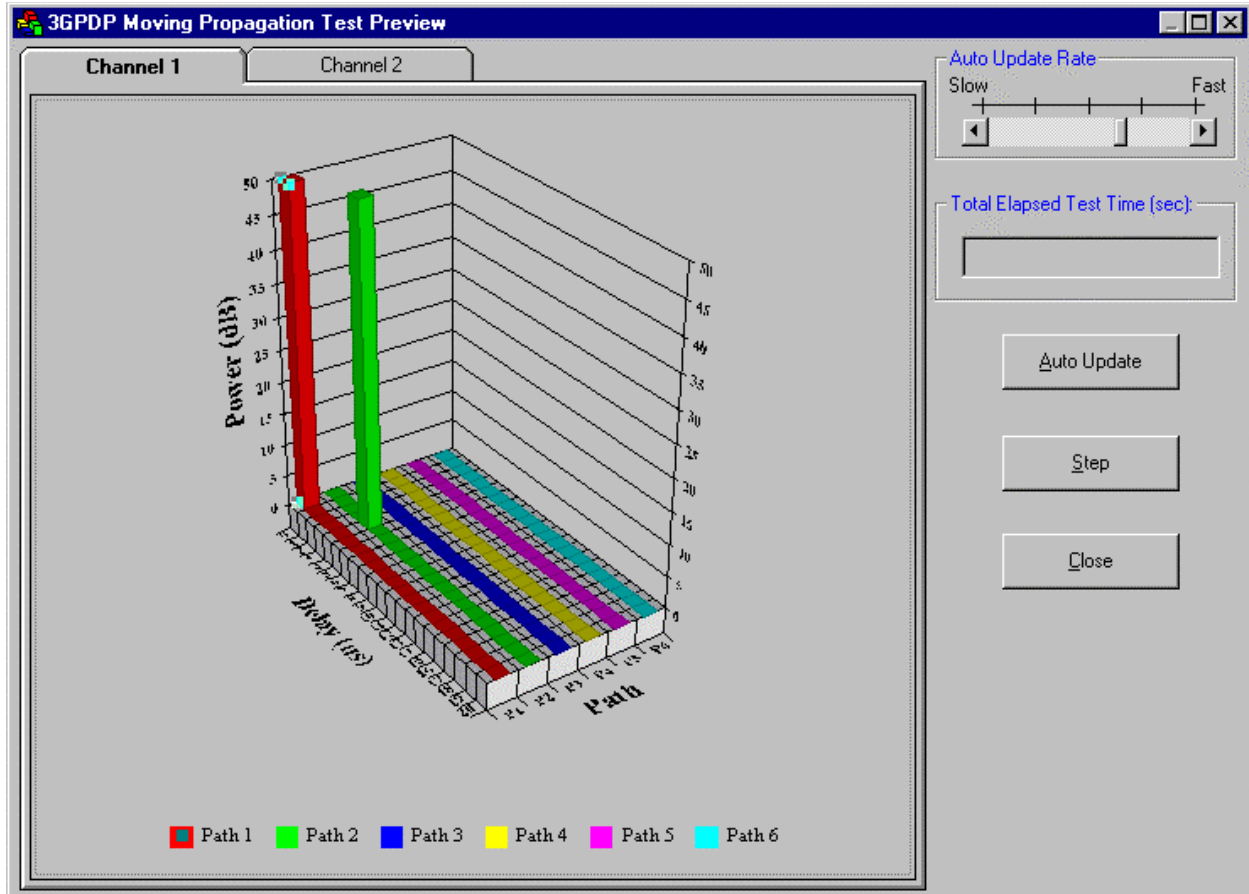 3GPDP Moving Propagation Test Preview
Channel 1
Channel 2
Auto Update Rate
Slow
Fast
Total Elapsed Test Time (sec):
Auto Update
Step
Close
Power (dB)
50
45
40
35
30
25
20
15
10
5
0
50
45
40
35
30
25
20
15
10
5
0
Delay (us)
P1
P2
P3
P4
P5
P6
Path
Path 1
Path 2
Path 3
Path 4
Path 5
Path 6